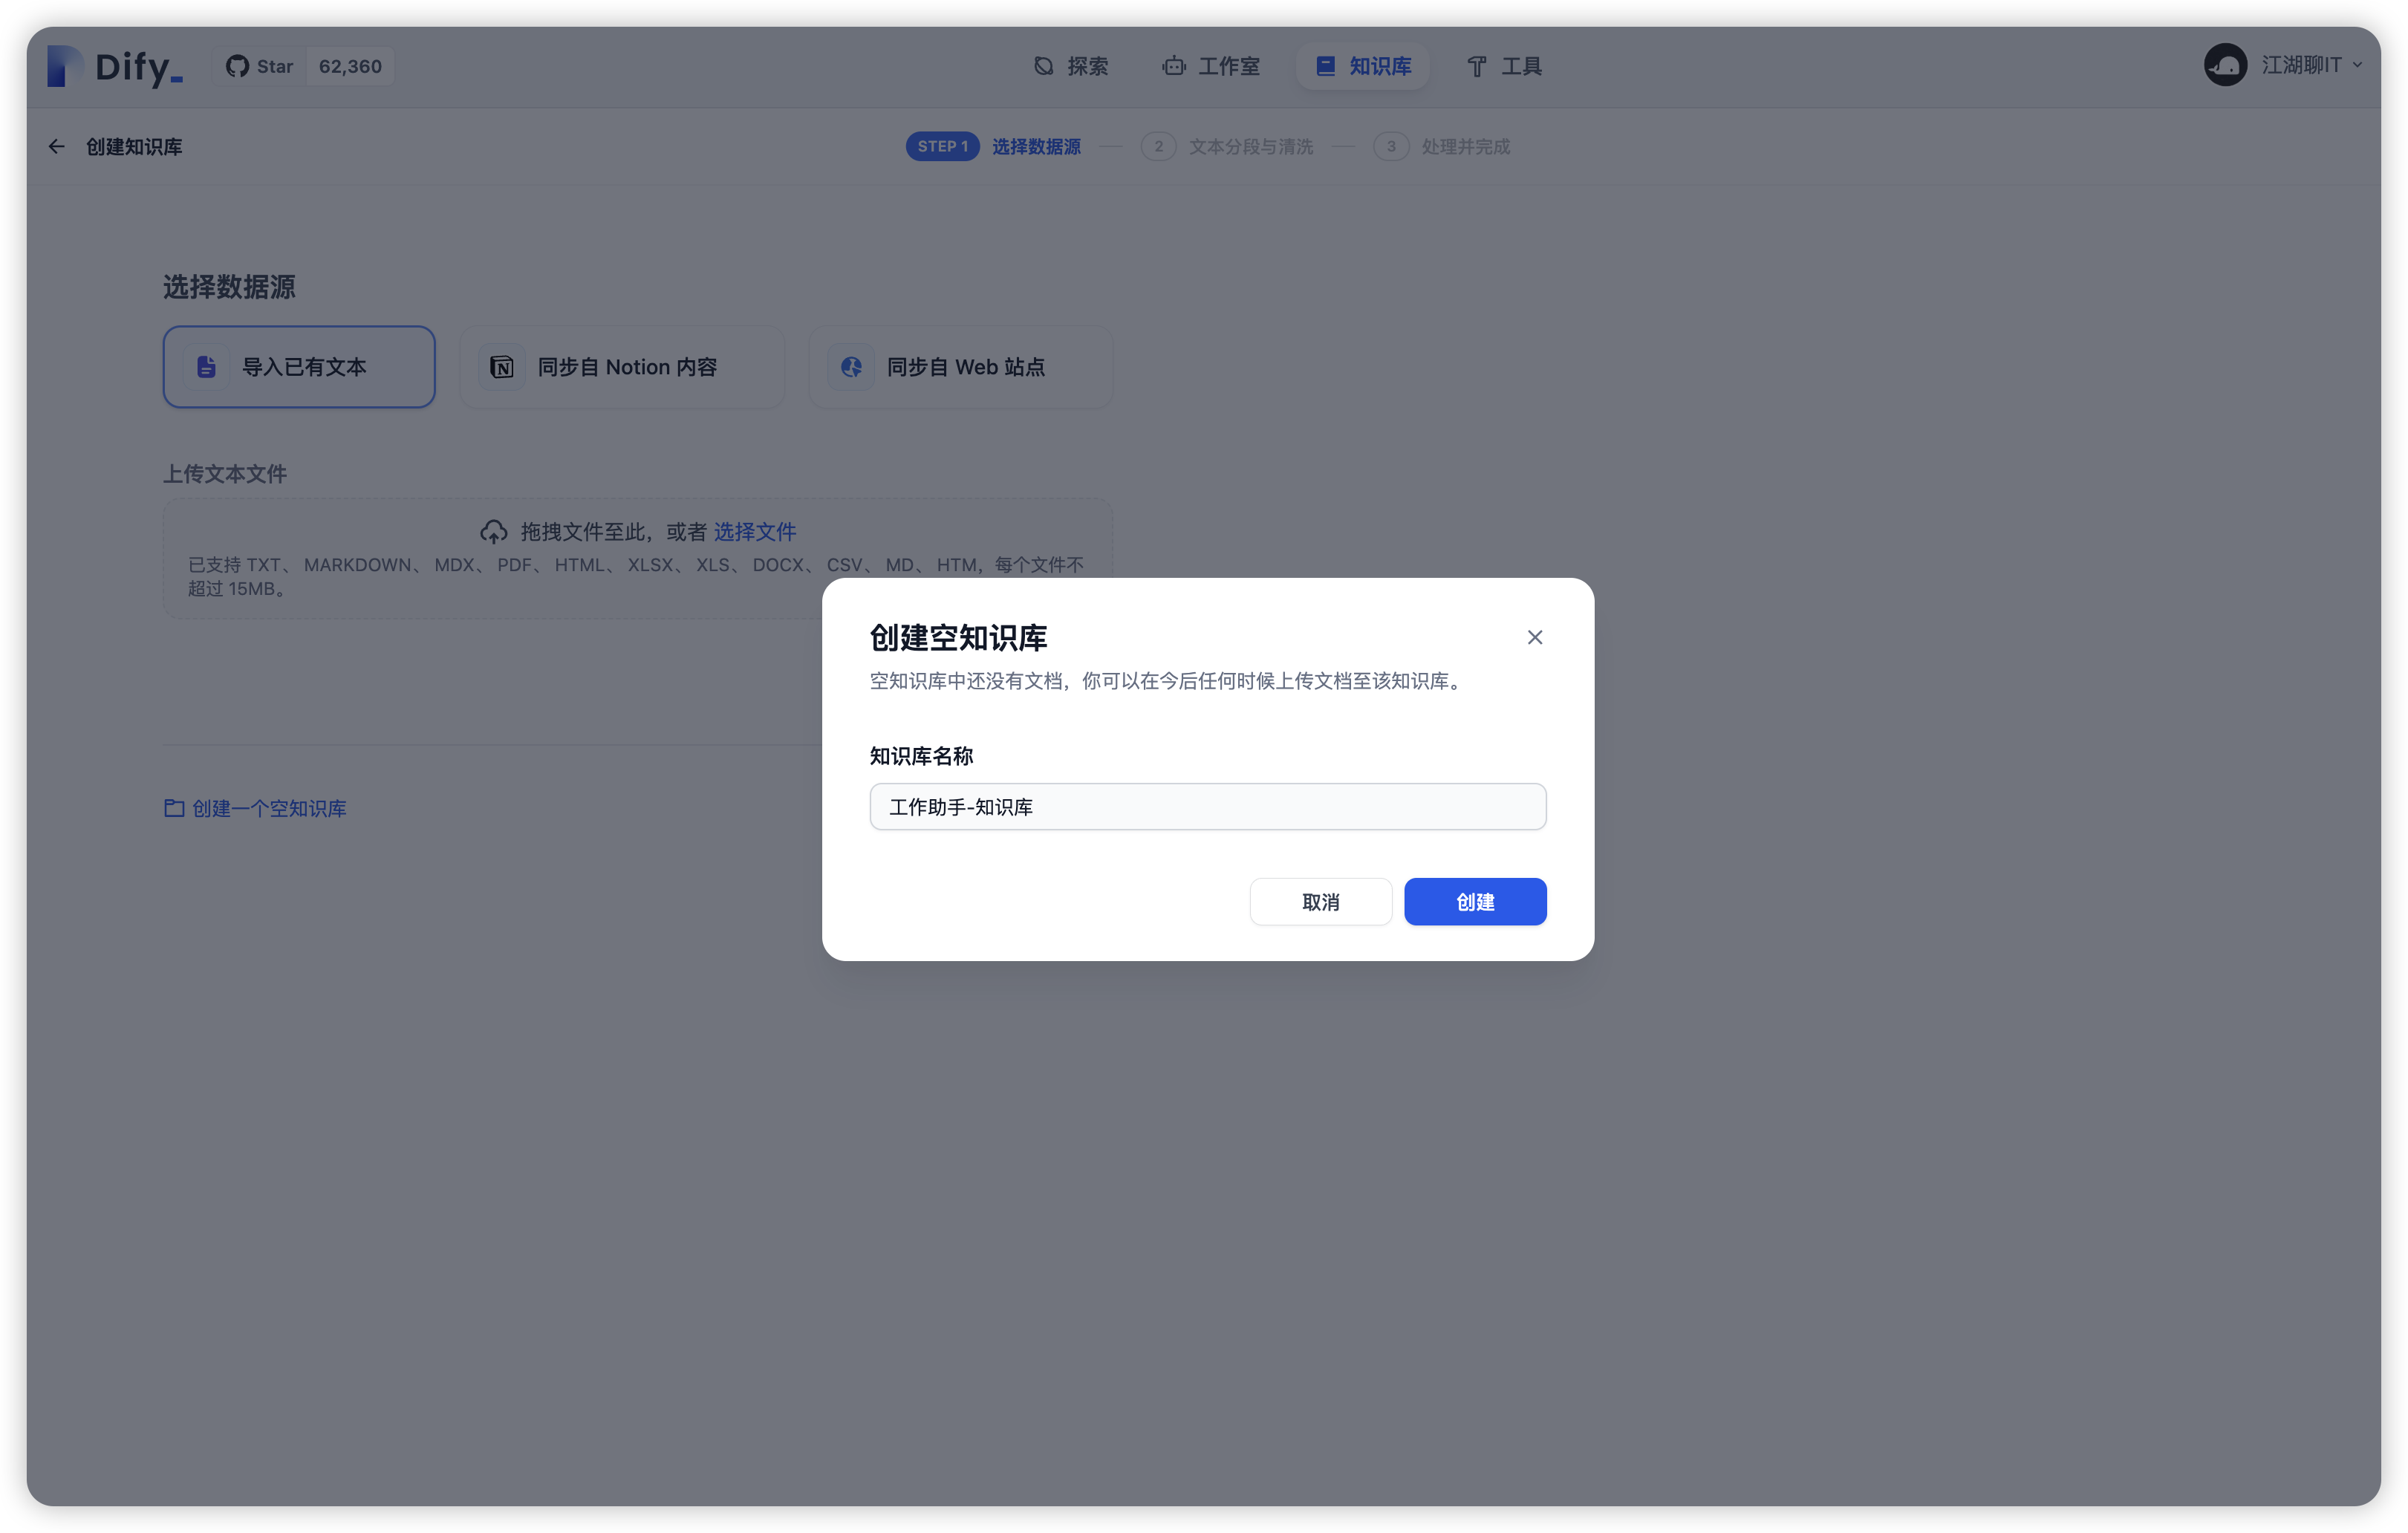 Dify_
Star 62,360
探索 工作室 知识库 工具
江湖聊IT
创建知识库
STEP 1 选择数据源 2 文本分段与清洗 3 处理并完成
选择数据源
导入已有文本 同步自 Notion 内容 同步自 Web 站点
上传文本文件
拖拽文件至此，或者 选择文件
已支持 TXT、 MARKDOWN、 MDX、 PDF、 HTML、 XLSX、 XLS、 DOCX、 CSV、 MD、 HTM，每个文件不
超过 15MB。
创建一个空知识库
创建空知识库
空知识库中还没有文档，你可以在今后任何时候上传文档至该知识库。
知识库名称
工作助手-知识库
取消 创建